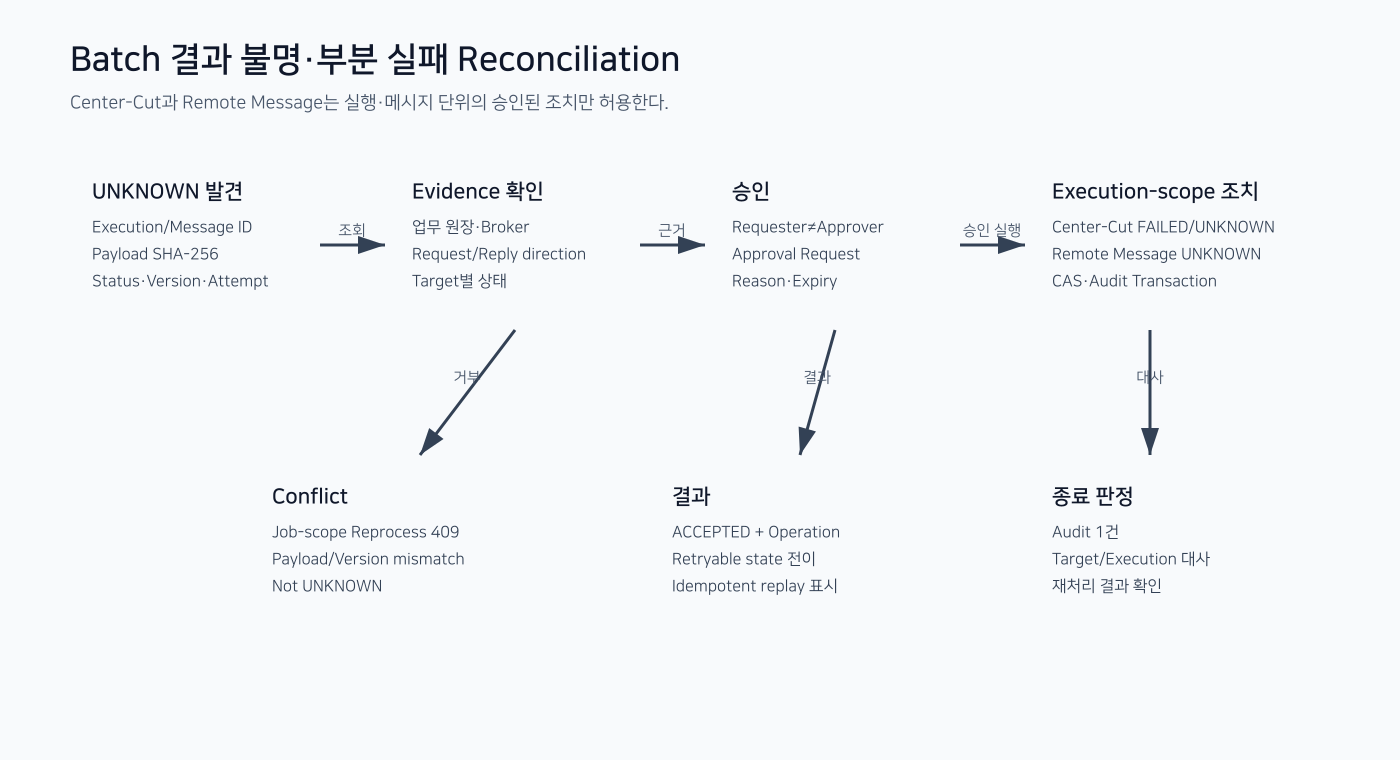 Batch 결과 불명·부분 실패 Reconciliation
Center-Cut과 Remote Message는 실행·메시지 단위의 승인된 조치만 허용한다.
UNKNOWN 발견
Execution/Message ID
Payload SHA-256
Status·Version·Attempt
조회
Evidence 확인
업무 원장·Broker
Request/Reply direction
Target별 상태
근거
승인
Requester≠Approver
Approval Request
Reason·Expiry
승인 실행
Execution-scope 조치
Center-Cut FAILED/UNKNOWN
Remote Message UNKNOWN
CAS·Audit Transaction
거부
결과
대사
Conflict
Job-scope Reprocess 409
Payload/Version mismatch
Not UNKNOWN
결과
ACCEPTED + Operation
Retryable state 전이
Idempotent replay 표시
종료 판정
Audit 1건
Target/Execution 대사
재처리 결과 확인